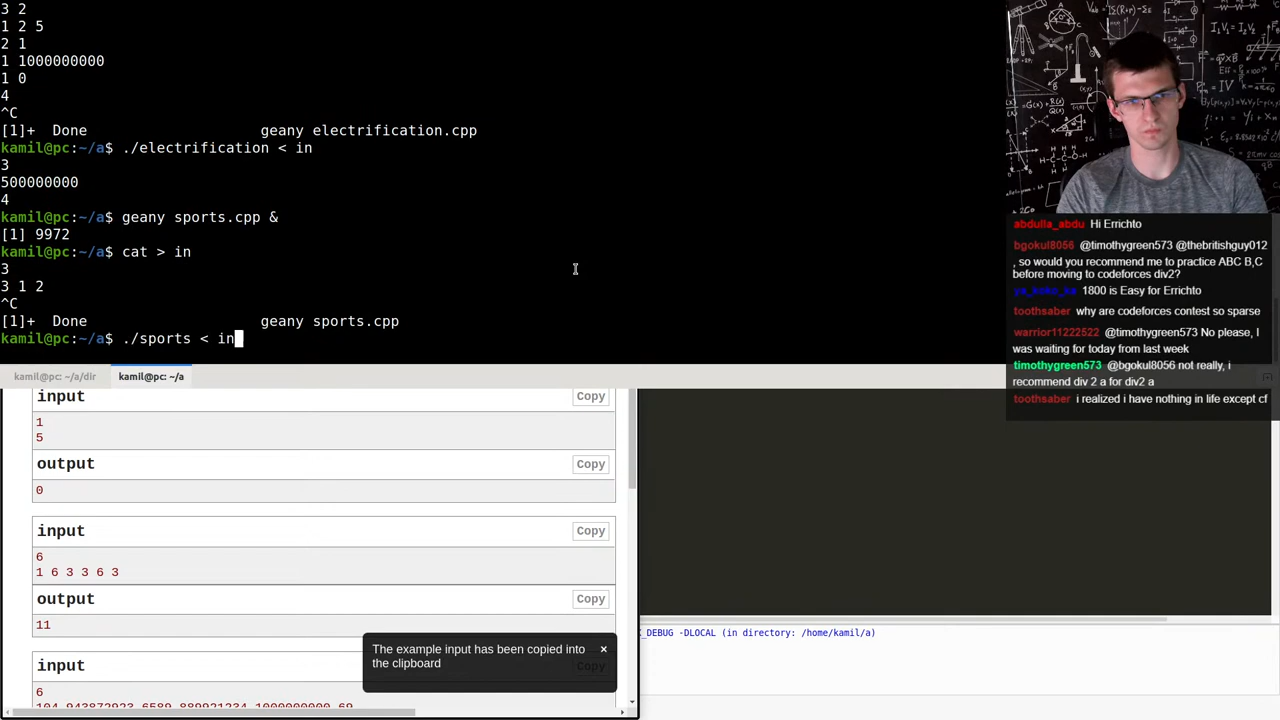 3 2
1 2 5
2 1
1 1000000000
1 0
4
^C
[1]+  Done                    geany electrification.cpp
kamil@pc:~/a$ ./electrification < in
3
500000000
4
kamil@pc:~/a$ geany sports.cpp &
[1] 9972
kamil@pc:~/a$ cat > in
3
3 1 2
^C
[1]+  Done                    geany sports.cpp
kamil@pc:~/a$ ./sports < in
kamil@pc: ~/a/dir
kamil@pc: ~/a
input
Copy
1
5
output
Copy
0
input
Copy
6
1 6 3 3 6 3
output
Copy
11
input
Copy
6
The example input has been copied into
the clipboard
×
_DEBUG -DLOCAL (in directory: /home/kamil/a)
abdulla_abdu Hi Errichto
bgokul8056 @timothygreen573 @thebritishguy012
, so would you recommend me to practice ABC B,C
before moving to codeforces div2?
1800 is Easy for Errichto
toothsaber why are codeforces contest so sparse
warrior11222522 @timothygreen573 No please, I
was waiting for today from last week
timothygreen573 @bgokul8056 not really, i
recommend div 2 a for div2 a
toothsaber i realized i have nothing in life except cf